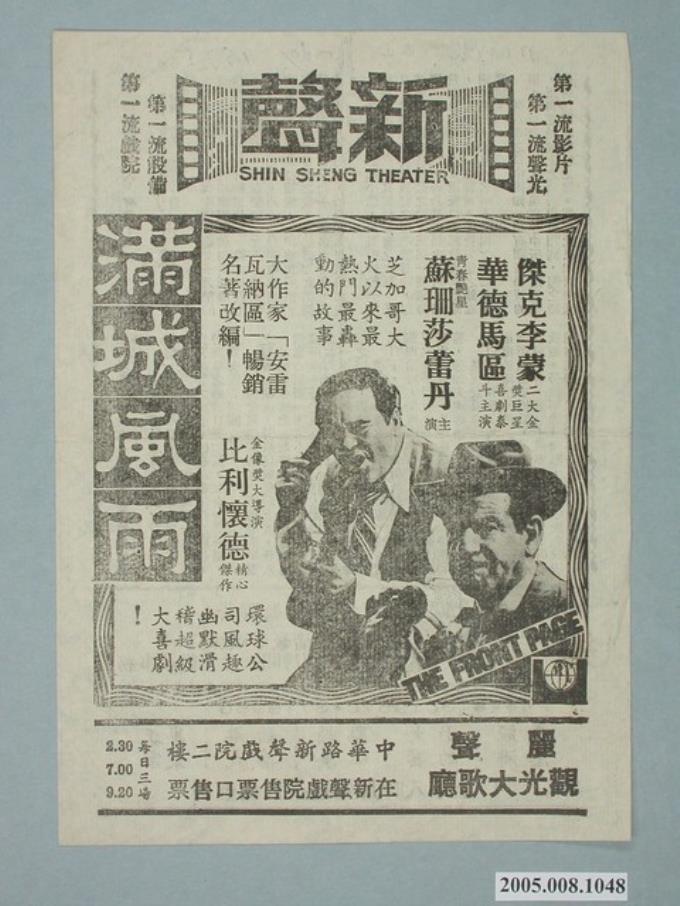 第一流影片
第一流聲光
新聲
SHIN SHENG THEATER
第一流設備
第一流戲院
傑克李蒙
華德馬區
二大金
獎巨星
喜劇泰
斗主演
青春艷星
蘇珊莎蕾丹
主演
芝加哥大
火以來最
熱門最轟
動的故事
大作家「安雷
瓦納區」暢銷
名著改編！
金像獎大導演
比利懷德
精心
傑作
滿城風雨
環球公
司風趣
幽默滑
稽超級
大喜劇
！
THE FRONT PAGE
麗聲
觀光大歌廳
中華路新聲戲院二樓
在新聲戲院售票口售票
每日三場
2.30
7.00
9.20
2005.008.1048